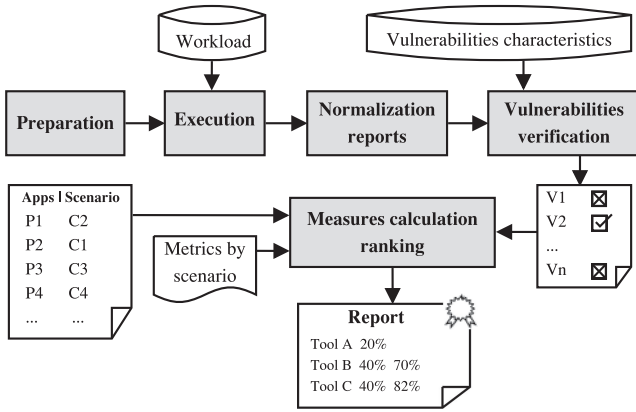 Workload
Vulnerabilities characteristics
Preparation
Execution
Normalization
reports
Vulnerabilities
verification
Apps | Scenario
P1 C2
P2 C1
P3 C3
P4 C4
... ...
Metrics by
scenario
Measures calculation
ranking
V1
V2
...
Vn
Report
Tool A 20%
Tool B 40% 70%
Tool C 40% 82%